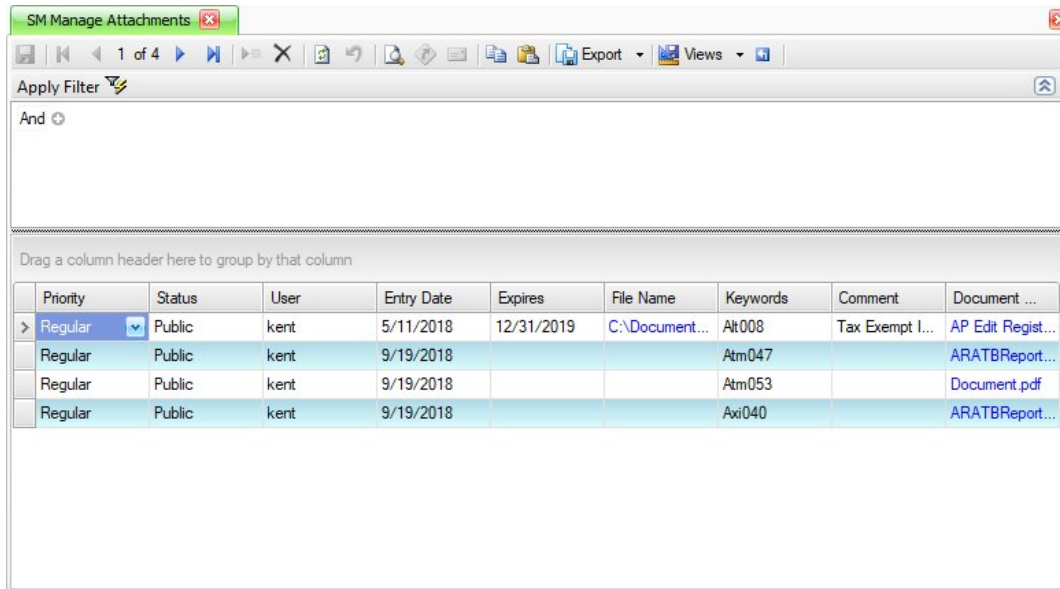 SM Manage Attachments
1 of 4 Export Views
Apply Filter
And
Drag a column header here to group by that column
Priority Status User Entry Date Expires File Name Keywords Comment Document ...
Regular Public kent 5/11/2018 12/31/2019 C:\Document... Alt008 Tax Exempt I... AP Edit Regist...
Regular Public kent 9/19/2018 Atm047 ARATBReport...
Regular Public kent 9/19/2018 Atm053 Document.pdf
Regular Public kent 9/19/2018 Axi040 ARATBReport...